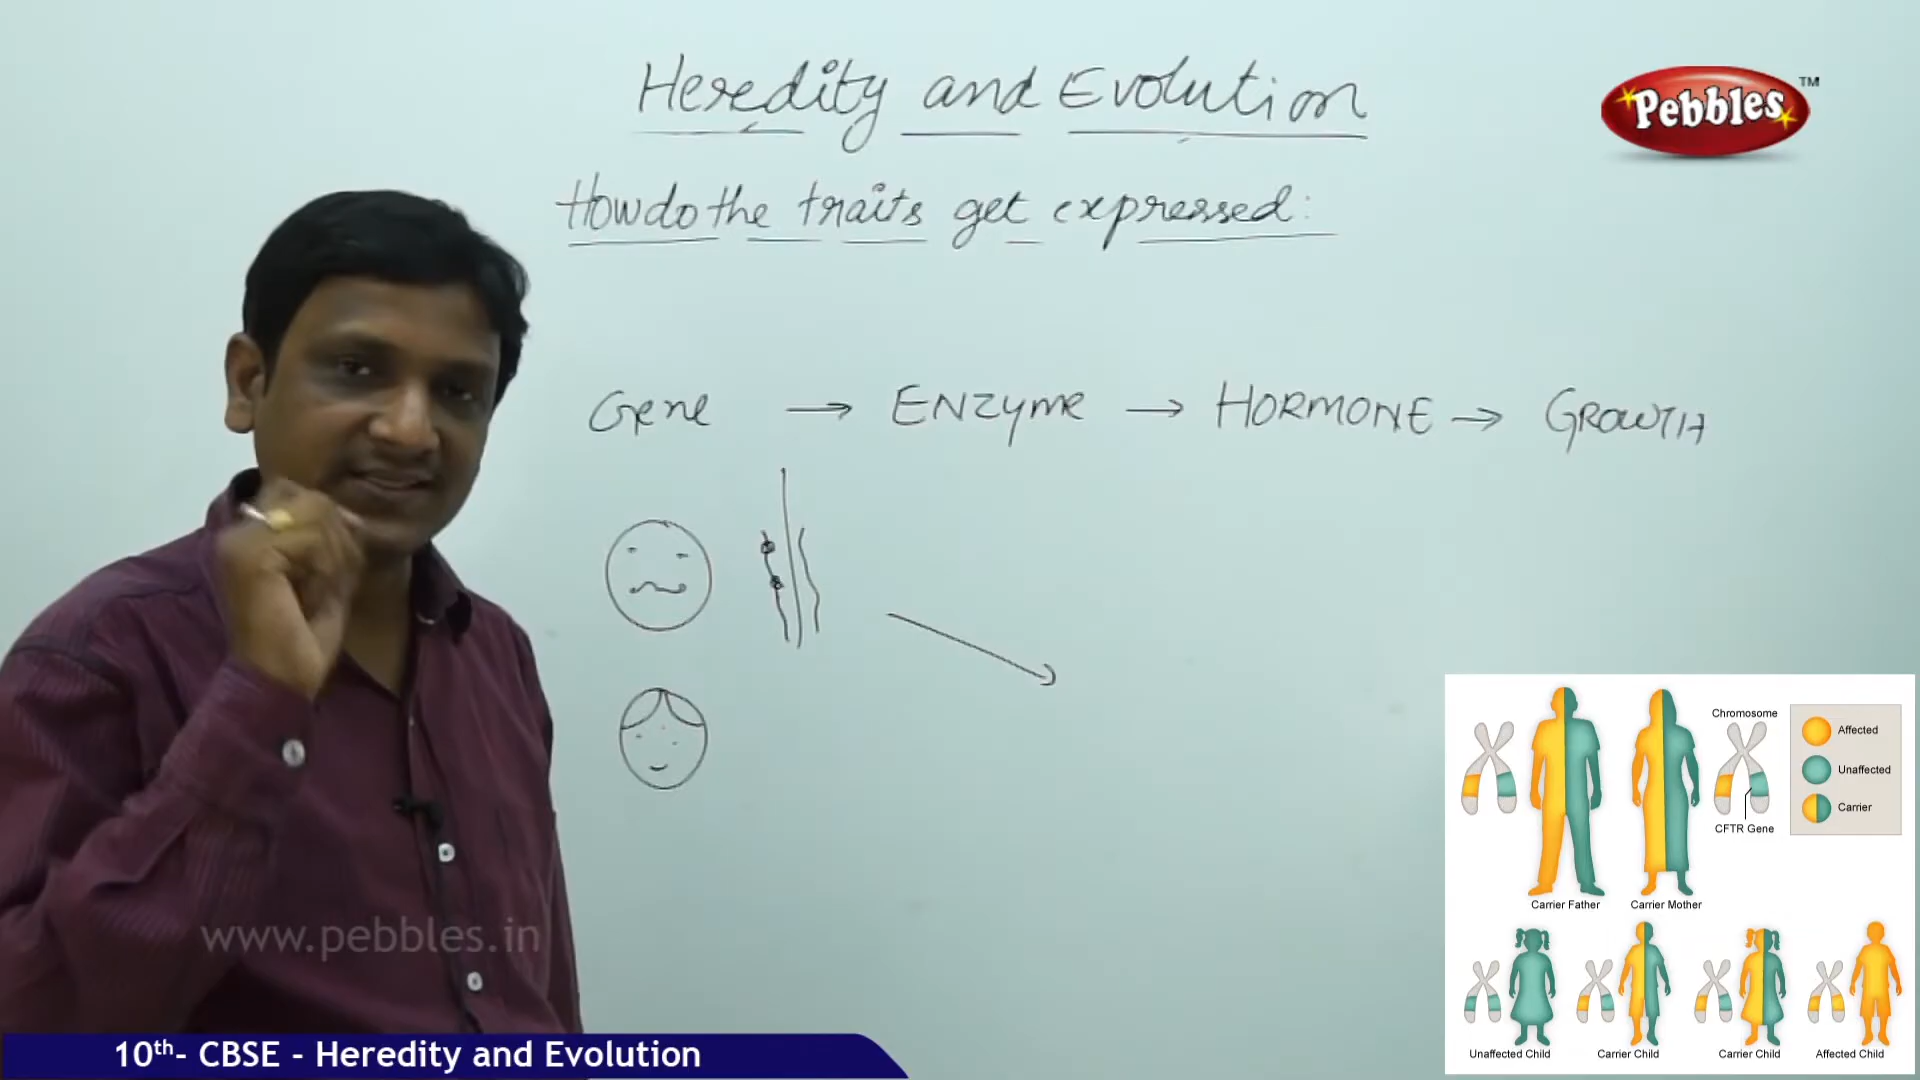 Heredity and Evolution
Pebbles TM
How do the traits get expressed:
Gene → ENZyme → HORMONE → GROWTH
Chromosome
Affected
Unaffected
Carrier
CFTR Gene
Carrier Father
Carrier Mother
www.pebbles.in
Unaffected Child
Carrier Child
Carrier Child
Affected Child
10th- CBSE - Heredity and Evolution